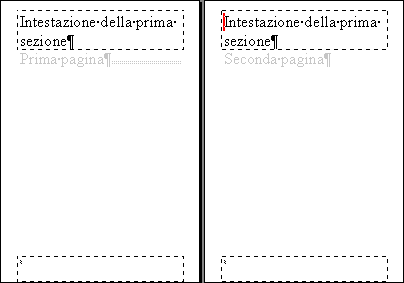 Intestazione·della·prima·
sezione¶
Prima·pagina¶
Intestazione·della·prima·
sezione¶
Seconda·pagina¶